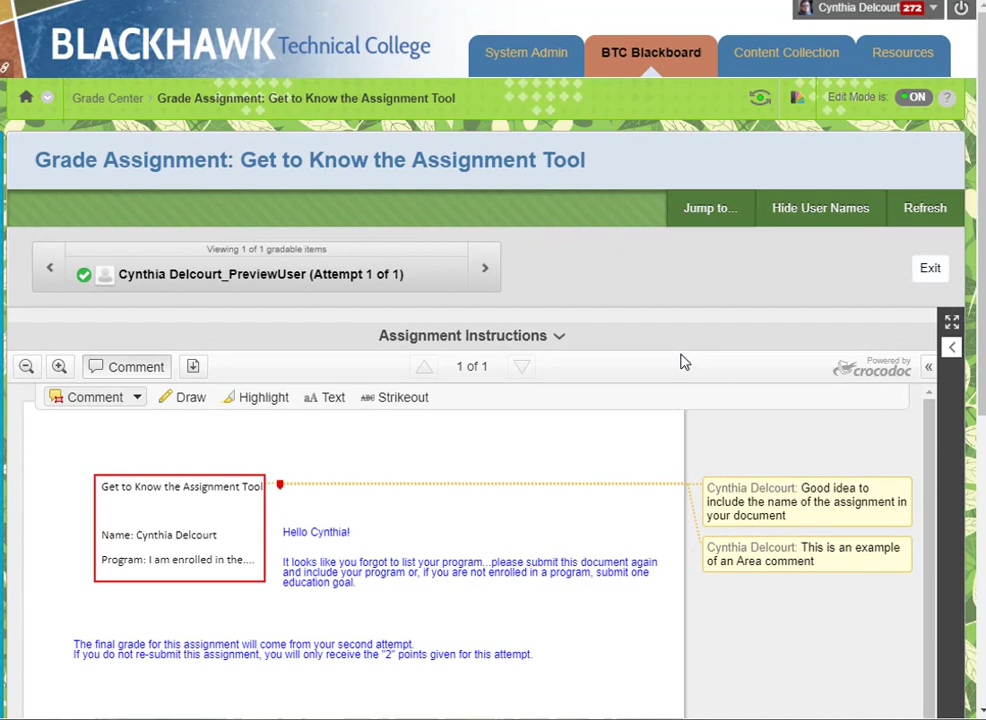 Cynthia Delcourt 272
BLACKHAWK Technical College
System Admin
BTC Blackboard
Content Collection
Resources
Grade Center
Grade Assignment: Get to Know the Assignment Tool
Edit Mode is: ON ?
Grade Assignment: Get to Know the Assignment Tool
Jump to...
Hide User Names
Refresh
Viewing 1 of 1 gradable items
Cynthia Delcourt_PreviewUser (Attempt 1 of 1)
Exit
Assignment Instructions
Comment
1 of 1
Powered by
crocodoc
Comment
Draw
Highlight
aA Text
ABC Strikeout
Get to Know the Assignment Tool
Name: Cynthia Delcourt
Program: I am enrolled in the....
Hello Cynthia!
It looks like you forgot to list your program...please submit this document again
and include your program or, if you are not enrolled in a program, submit one
education goal.
Cynthia Delcourt: Good idea to
include the name of the assignment in
your document
Cynthia Delcourt: This is an example
of an Area comment
The final grade for this assignment will come from your second attempt.
If you do not re-submit this assignment, you will only receive the "2" points given for this attempt.